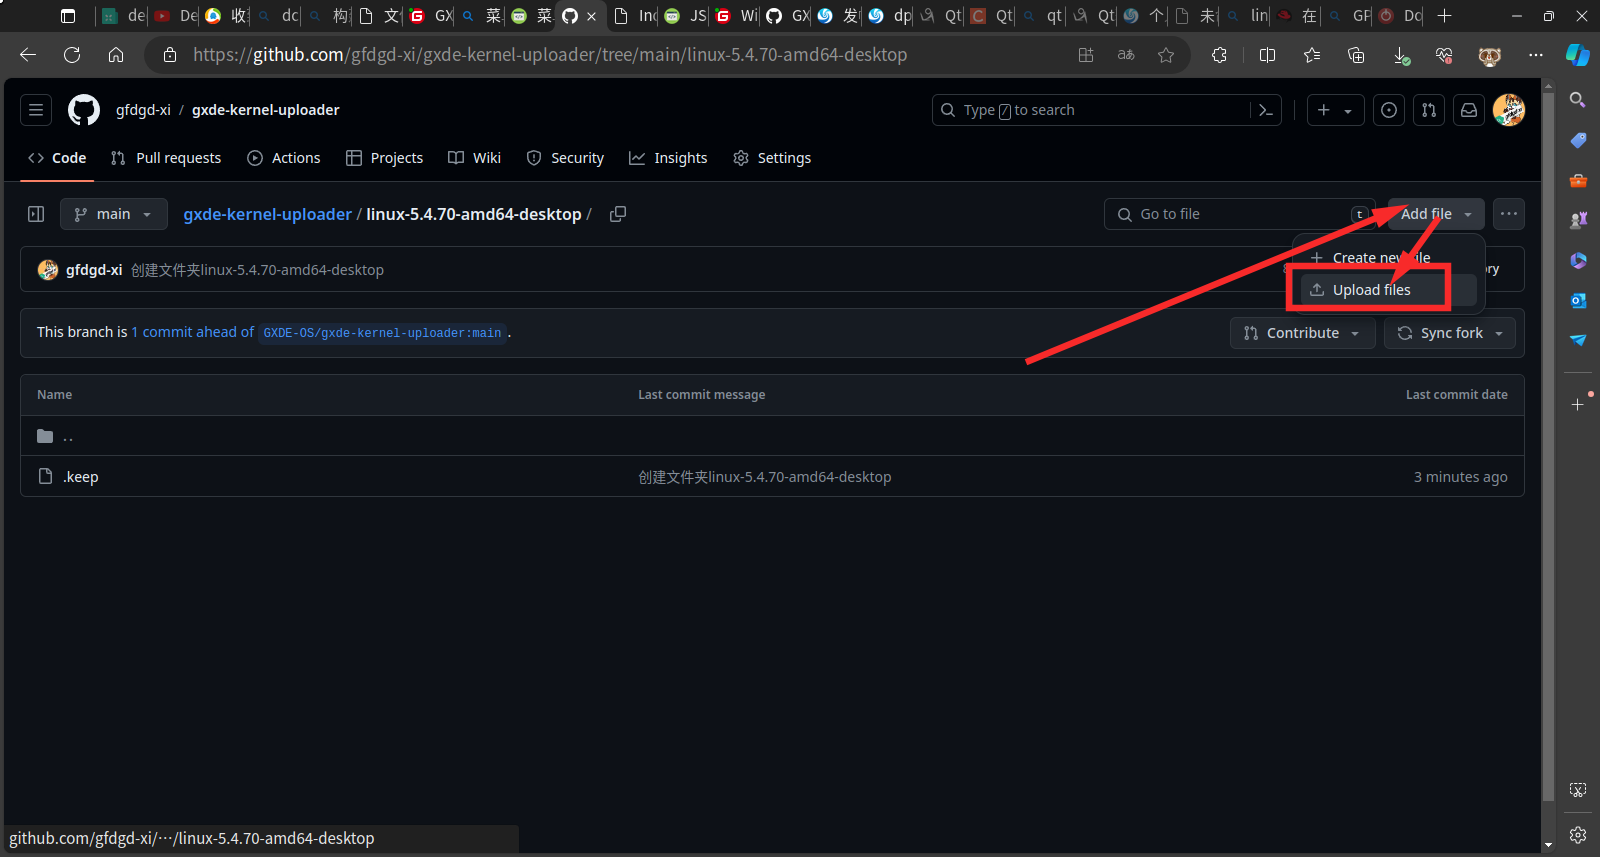 de
De
收
dc
构
文
GX
菜
菜
Inc
JS
Wi
GX
发
dp
Qt
Qt
qt
Qt
个
未
lin
在
GF
Do
https://github.com/gfdgd-xi/gxde-kernel-uploader/tree/main/linux-5.4.70-amd64-desktop
gfdgd-xi / gxde-kernel-uploader
Type / to search
Code Pull requests Actions Projects Wiki Security Insights Settings
main gxde-kernel-uploader / linux-5.4.70-amd64-desktop /
Go to file t Add file
gfdgd-xi 创建文件夹linux-5.4.70-amd64-desktop
Create new file
Upload files
This branch is 1 commit ahead of GXDE-OS/gxde-kernel-uploader:main .
Contribute Sync fork
Name Last commit message Last commit date
..
.keep 创建文件夹linux-5.4.70-amd64-desktop 3 minutes ago
github.com/gfdgd-xi/…/linux-5.4.70-amd64-desktop